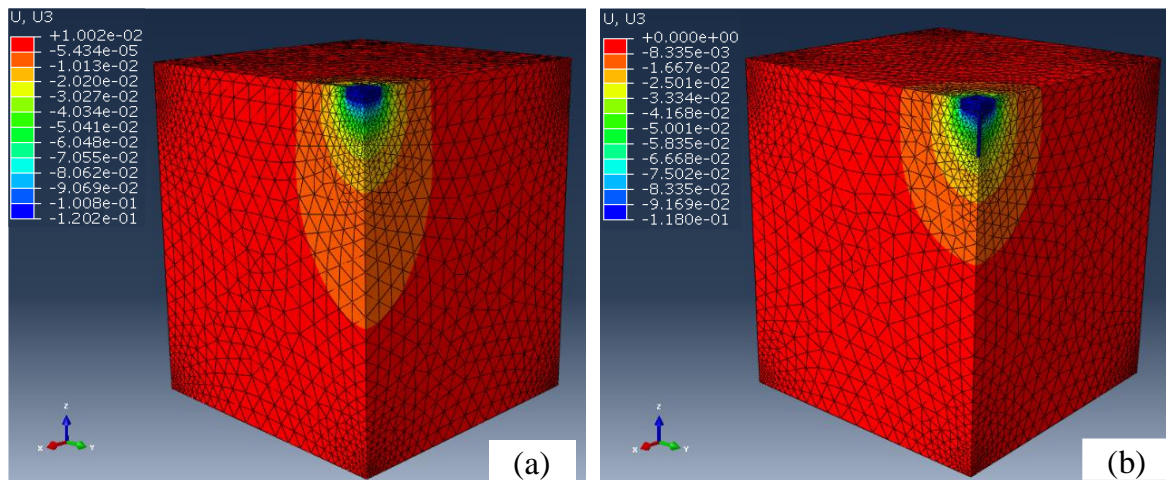 U, U3
+1.002e-02
-5.434e-05
-1.013e-02
-2.020e-02
-3.027e-02
-4.034e-02
-5.041e-02
-6.048e-02
-7.055e-02
-8.062e-02
-9.069e-02
-1.008e-01
-1.202e-01
Z
X
Y
(a)
U, U3
+0.000e+00
-8.335e-03
-1.667e-02
-2.501e-02
-3.334e-02
-4.168e-02
-5.001e-02
-5.835e-02
-6.668e-02
-7.502e-02
-8.335e-02
-9.169e-02
-1.180e-01
Z
X
Y
(b)